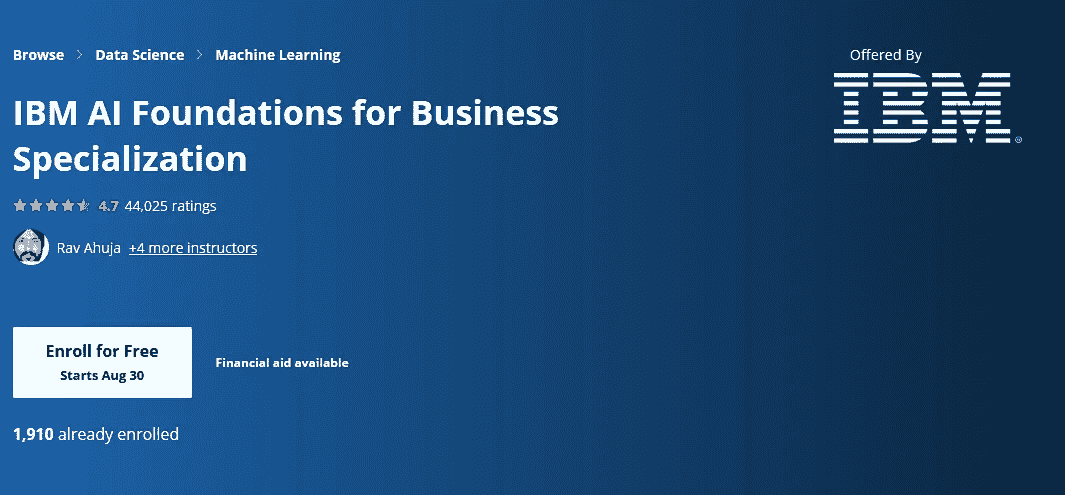 Browse > Data Science > Machine Learning
Offered By
IBM®
IBM AI Foundations for Business
Specialization
4.7 44,025 ratings
Rav Ahuja +4 more instructors
Enroll for Free
Starts Aug 30
Financial aid available
1,910 already enrolled